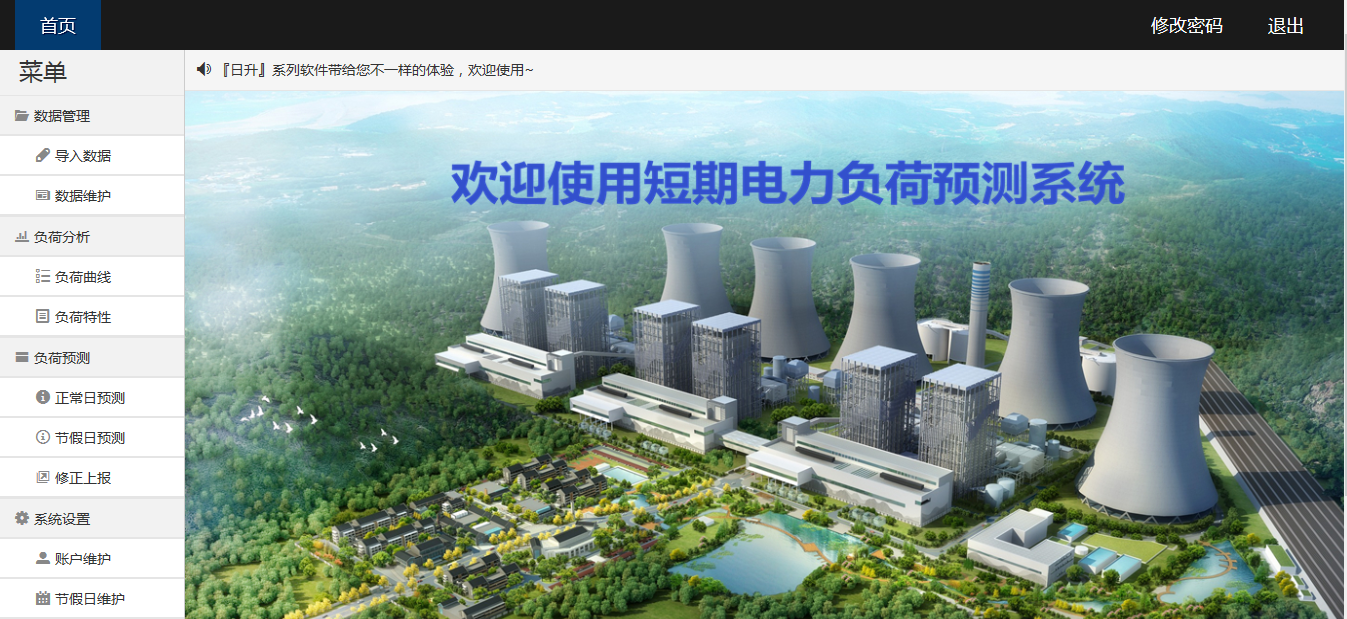 首页
修改密码
退出
菜单
『日升』系列软件带给您不一样的体验，欢迎使用~
数据管理
导入数据
数据维护
负荷分析
负荷曲线
负荷特性
负荷预测
正常日预测
节假日预测
修正上报
系统设置
账户维护
节假日维护
欢迎使用短期电力负荷预测系统